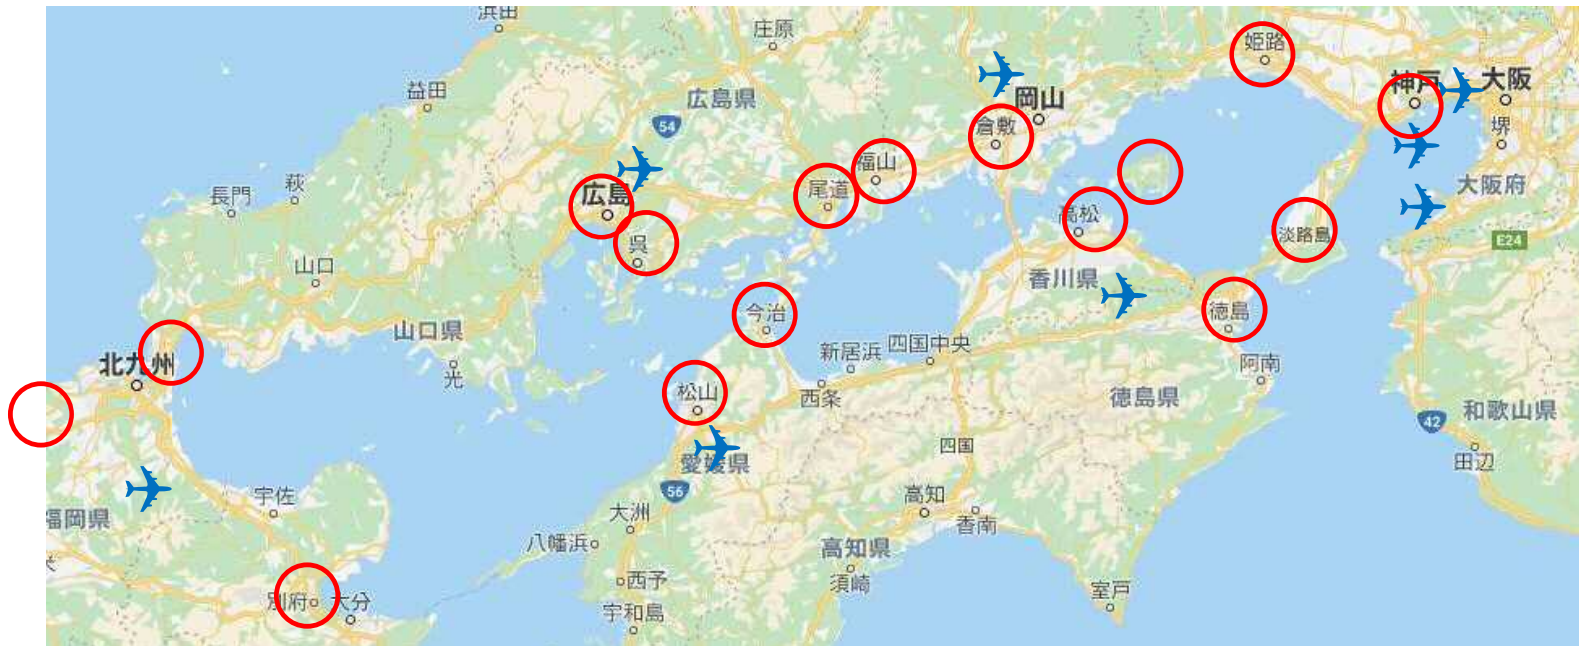 浜田
庄原
姫路
神戸
大阪
益田
広島県
岡山
54
倉敷
堺
長門
萩
広島
尾道
福山
高松
大阪府
淡路島
E24
呉
山口
香川県
今治
徳島
山口県
北九州
光
新居浜
四国中央
阿南
松山
西条
徳島県
和歌山県
42
四国
田辺
愛媛県
56
宇佐
福岡県
大洲
高知
香南
八幡浜
高知県
西予
須崎
室戸
別府
大分
宇和島